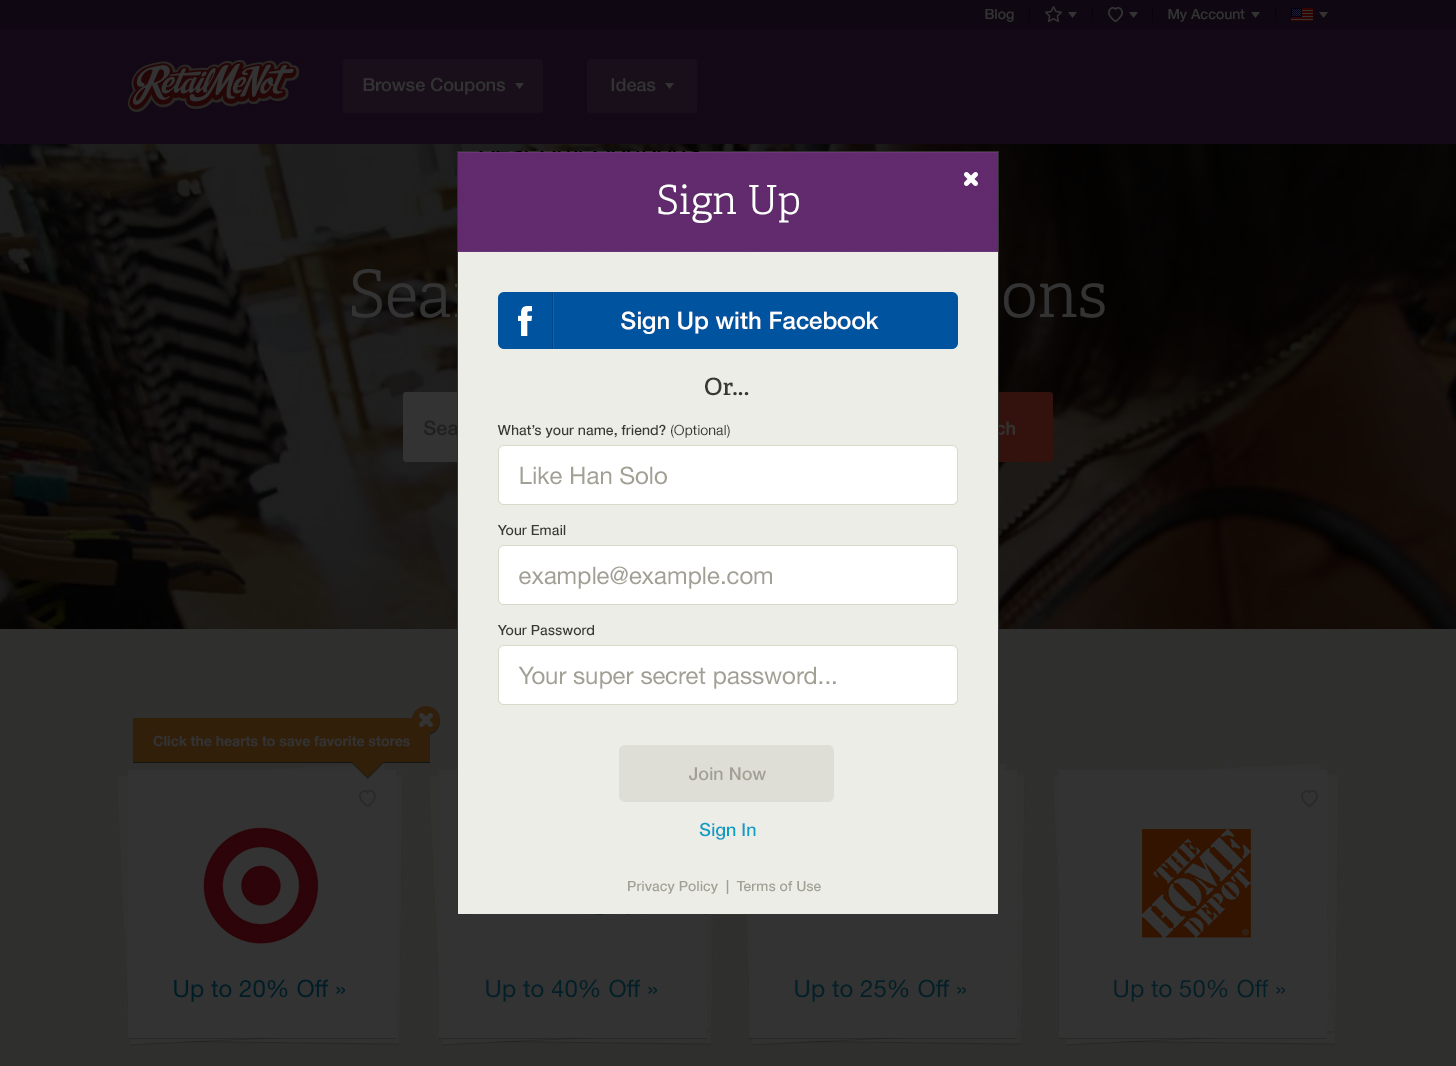 Blog
My Account
RetailMeNot
Browse Coupons
Ideas
Sign Up
Sea
ons
f
Sign Up with Facebook
Or...
Sea
ch
What's your name, friend? (Optional)
Like Han Solo
Your Email
example@example.com
Your Password
Your super secret password...
Click the hearts to save favorite stores
Join Now
Sign In
THE
HOME
DEPOT
®
Privacy Policy | Terms of Use
Up to 20% Off »
Up to 40% Off »
Up to 25% Off »
Up to 50% Off »